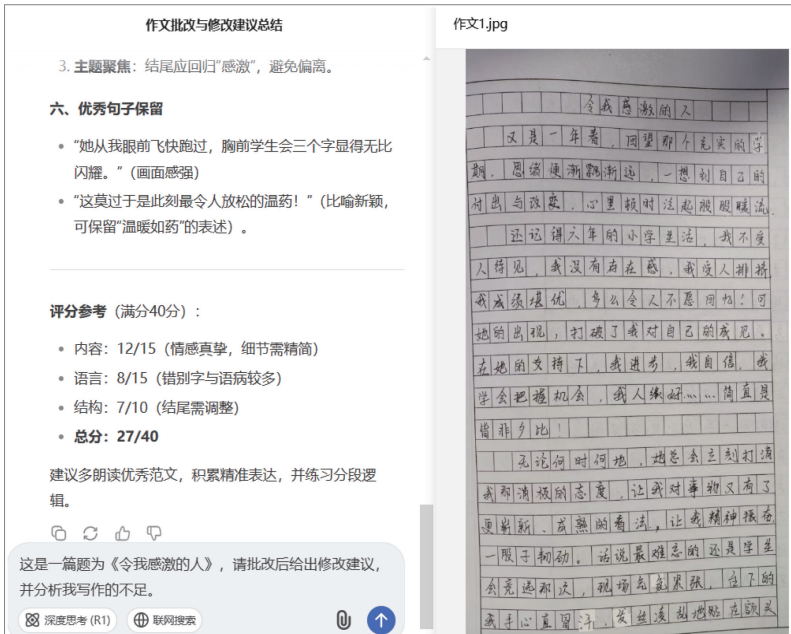 作文批改与修改建议总结
3. 主题聚焦：结尾应回归“感激”，避免偏离。
六、优秀句子保留
• “她从我眼前飞快跑过，胸前学生会三个字显得无比
闪耀。”（画面感强）
• “这莫过于是此刻最令人放松的温药！”（比喻新颖，
可保留“温暖如药”的表述）。
评分参考（满分40分）：
• 内容：12/15（情感真挚，细节需精简）
• 语言：8/15（错别字与语病较多）
• 结构：7/10（结尾需调整）
• 总分：27/40
建议多朗读优秀范文，积累精准表达，并练习分段逻
辑。
这是一篇题为《令我感激的人》，请批改后给出修改建议，
并分析我写作的不足。
深度思考 (R1) 联网搜索
作文1.jpg
令我感激的人
又是一年春，回望那个充实的学
期，思绪便渐飘渐远，一想到自己的
付出与改变，心里顿时泛起股股暖流。
还记得六年的小学生活，我不受
人待见，我没有存在感，我受人排挤
我成绩堪优，多么令人不愿回忆！可
她的出现，打破了我对自己的成见。
在她的支持下，我进步，我自信，我
学会把握机会，我人缘好……简直是
昔非夕比！
无论何时何地，她总会立刻打消
我那消极的态度，让我对事物又有了
更崭新、成熟的看法，让我精神振奋
一股子韧劲。话说最难忘的还是学生
会竞选那次，现场气氛紧张，台下的
我手心直冒汗，发丝凌乱地贴在额头